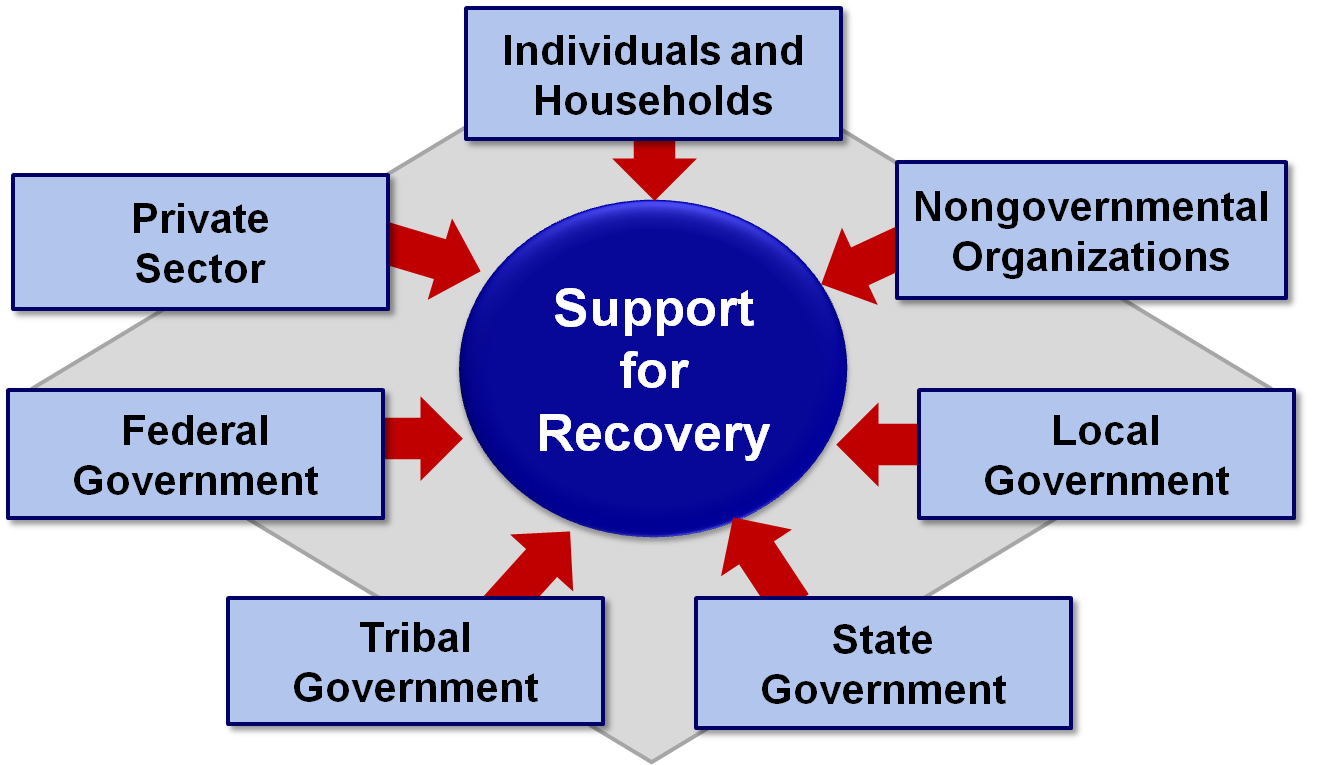 Individuals and
Households
Private
Sector
Nongovernmental
Organizations
Support
for
Recovery
Federal
Government
Local
Government
Tribal
Government
State
Government